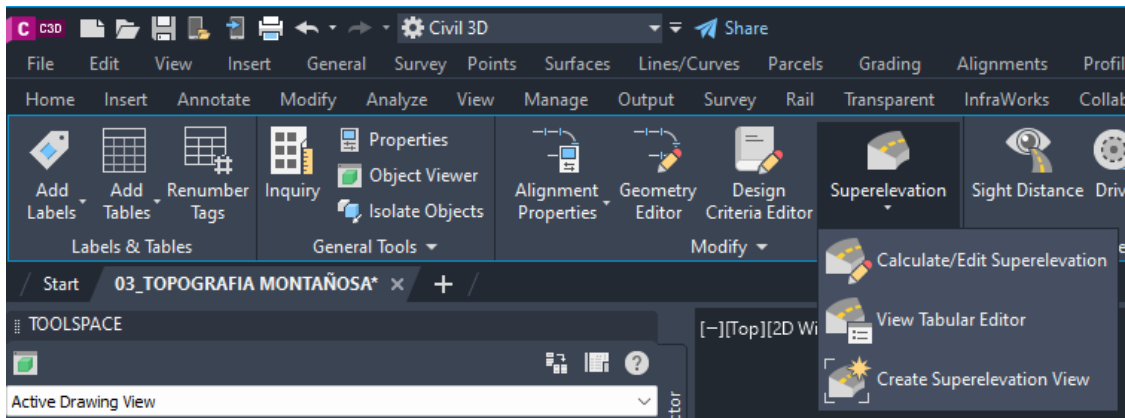 C C3D Civil 3D Share
File Edit View Insert General Survey Points Surfaces Lines/Curves Parcels Grading Alignments Profil
Home Insert Annotate Modify Analyze View Manage Output Survey Rail Transparent InfraWorks Collab
Add Labels
Add Tables
Renumber Tags
Inquiry
Properties
Object Viewer
Isolate Objects
Alignment Properties
Geometry Editor
Design Criteria Editor
Superelevation
Sight Distance
Driv
Labels & Tables
General Tools
Modify
Calculate/Edit Superelevation
View Tabular Editor
Create Superelevation View
Start 03_TOPOGRAFIA MONTAÑOSA*
TOOLSPACE
[−][Top][2D Wi
Active Drawing View